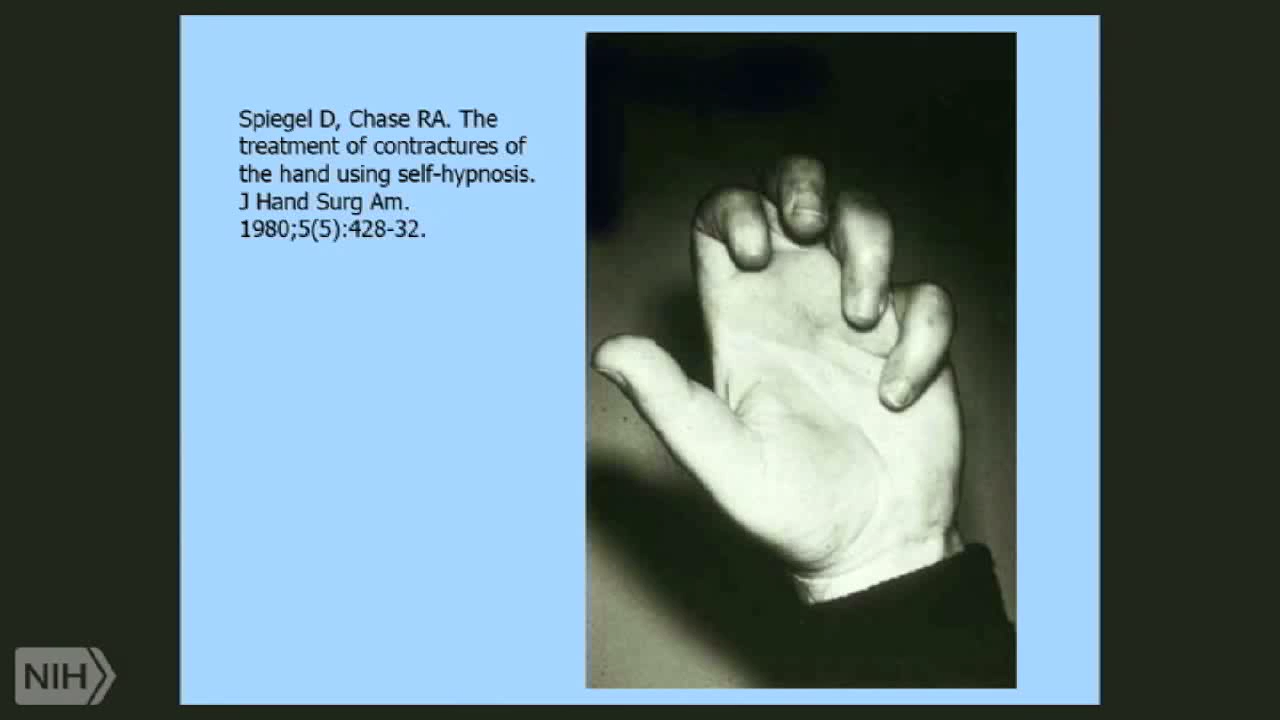 Spiegel D, Chase RA. The
treatment of contractures of
the hand using self-hypnosis.
J Hand Surg Am.
1980;5(5):428-32.
NIH